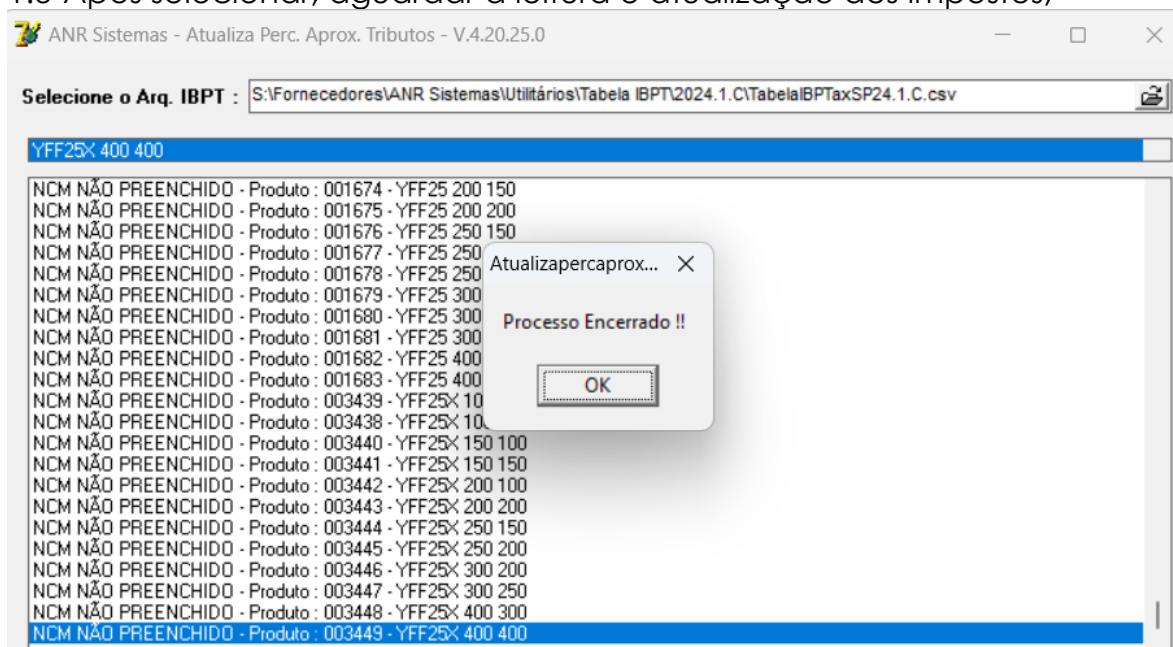 1.3 Após selecionar, aguardar a leitura e atualização dos impostos;
ANR Sistemas - Atualiza Perc. Aprox. Tributos - V.4.20.25.0
Selecione o Arq. IBPT : S:\Fornecedores\ANR Sistemas\Utilitários\Tabela IBPT\2024.1.C\TabelaIBPTaxSP24.1.C.csv
YFF25X 400 400
NCM NÃO PREENCHIDO - Produto : 001674 - YFF25 200 150
NCM NÃO PREENCHIDO - Produto : 001675 - YFF25 200 200
NCM NÃO PREENCHIDO - Produto : 001676 - YFF25 250 150
NCM NÃO PREENCHIDO - Produto : 001677 - YFF25 250
NCM NÃO PREENCHIDO - Produto : 001678 - YFF25 250
NCM NÃO PREENCHIDO - Produto : 001679 - YFF25 300
NCM NÃO PREENCHIDO - Produto : 001680 - YFF25 300
NCM NÃO PREENCHIDO - Produto : 001681 - YFF25 300
NCM NÃO PREENCHIDO - Produto : 001682 - YFF25 400
NCM NÃO PREENCHIDO - Produto : 001683 - YFF25 400
NCM NÃO PREENCHIDO - Produto : 003439 - YFF25X 10
NCM NÃO PREENCHIDO - Produto : 003438 - YFF25X 10
NCM NÃO PREENCHIDO - Produto : 003440 - YFF25X 150 100
NCM NÃO PREENCHIDO - Produto : 003441 - YFF25X 150 150
NCM NÃO PREENCHIDO - Produto : 003442 - YFF25X 200 100
NCM NÃO PREENCHIDO - Produto : 003443 - YFF25X 200 200
NCM NÃO PREENCHIDO - Produto : 003444 - YFF25X 250 150
NCM NÃO PREENCHIDO - Produto : 003445 - YFF25X 250 200
NCM NÃO PREENCHIDO - Produto : 003446 - YFF25X 300 200
NCM NÃO PREENCHIDO - Produto : 003447 - YFF25X 300 250
NCM NÃO PREENCHIDO - Produto : 003448 - YFF25X 400 300
NCM NÃO PREENCHIDO - Produto : 003449 - YFF25X 400 400
Atualizapercaprox...
Processo Encerrado !!
OK